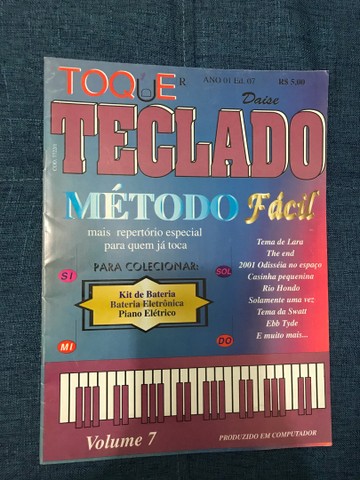 TOQUE R
ANO 01 Ed. 07 R$ 5,00
Daise
TECLADO
MÉTODO Fácil
mais repertório especial
para quem já toca
PARA COLECIONAR:
SI
SOL
Kit de Bateria
Bateria Eletrônica
Piano Elétrico
MI
DO
Tema de Lara
The end
2001 Odisséia no espaço
Casinha pequenina
Rio Hondo
Solamente uma vez
Tema da Swatt
Ebb Tyde
E muito mais...
Volume 7
PRODUZIDO EM COMPUTADOR